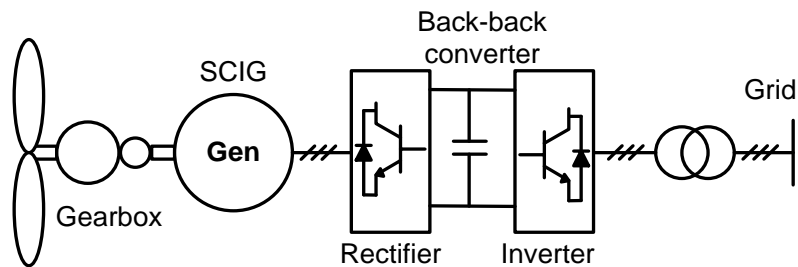 Back-back
converter
SCIG
Grid
Gen
Gearbox
Rectifier
Inverter